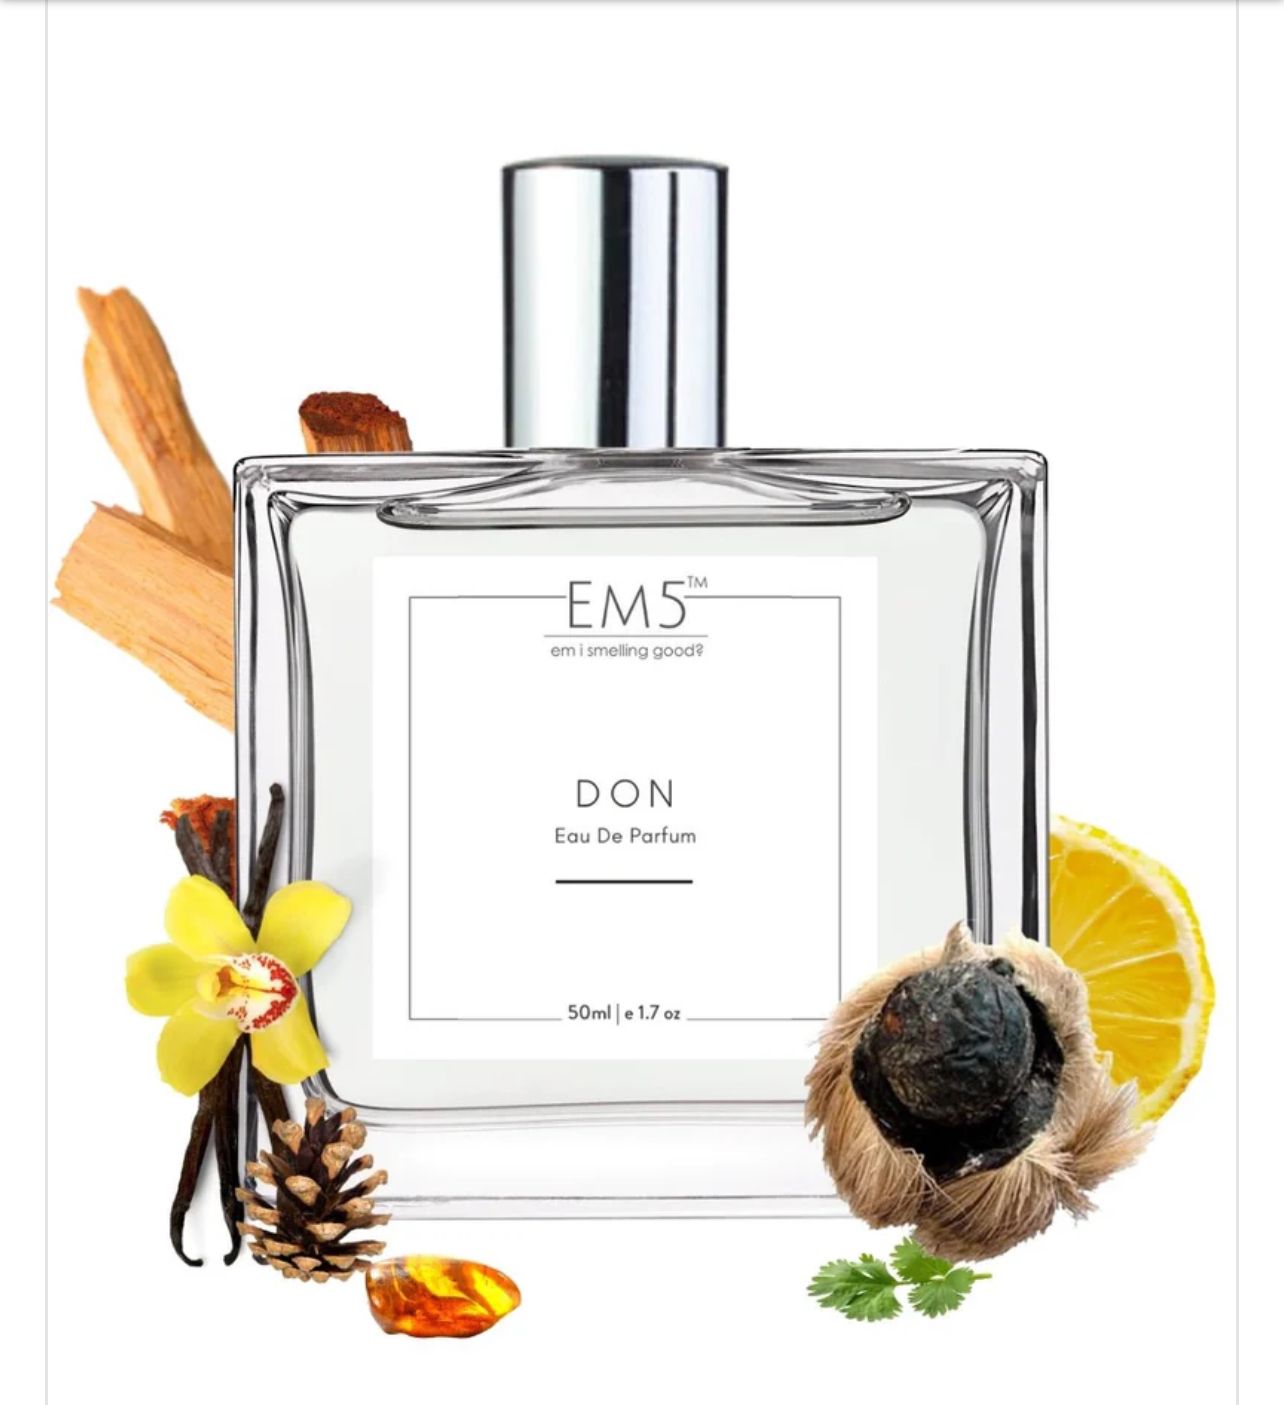 EM5™
em i smelling good?
DON
Eau De Parfum
50ml | e 1.7 oz